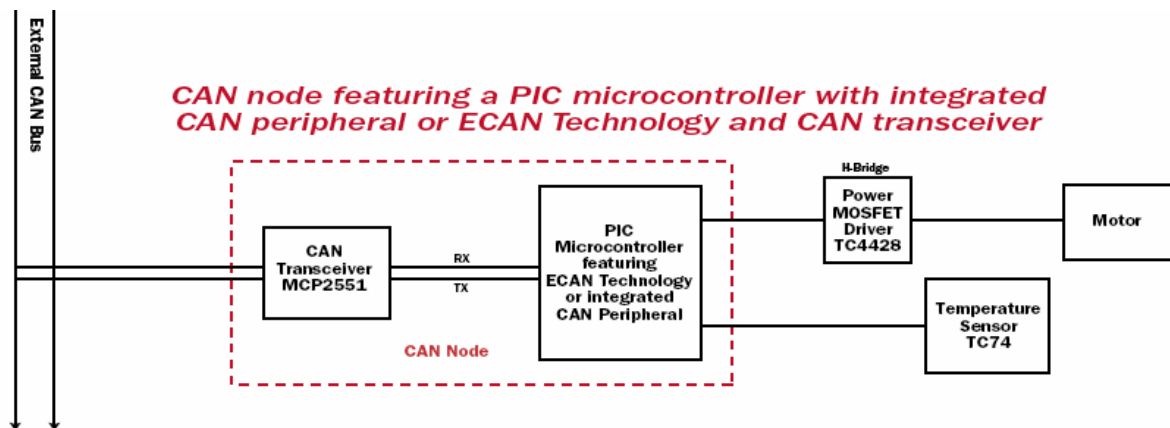 External CAN Bus
CAN node featuring a PIC microcontroller with integrated
CAN peripheral or ECAN Technology and CAN transceiver
CAN
Transceiver
MCP2551
RX
TX
PIC
Microcontroller
featuring
ECAN Technology
or integrated
CAN Peripheral
CAN Node
H-Bridge
Power
MOSFET
Driver
TC4428
Motor
Temperature
Sensor
TC74